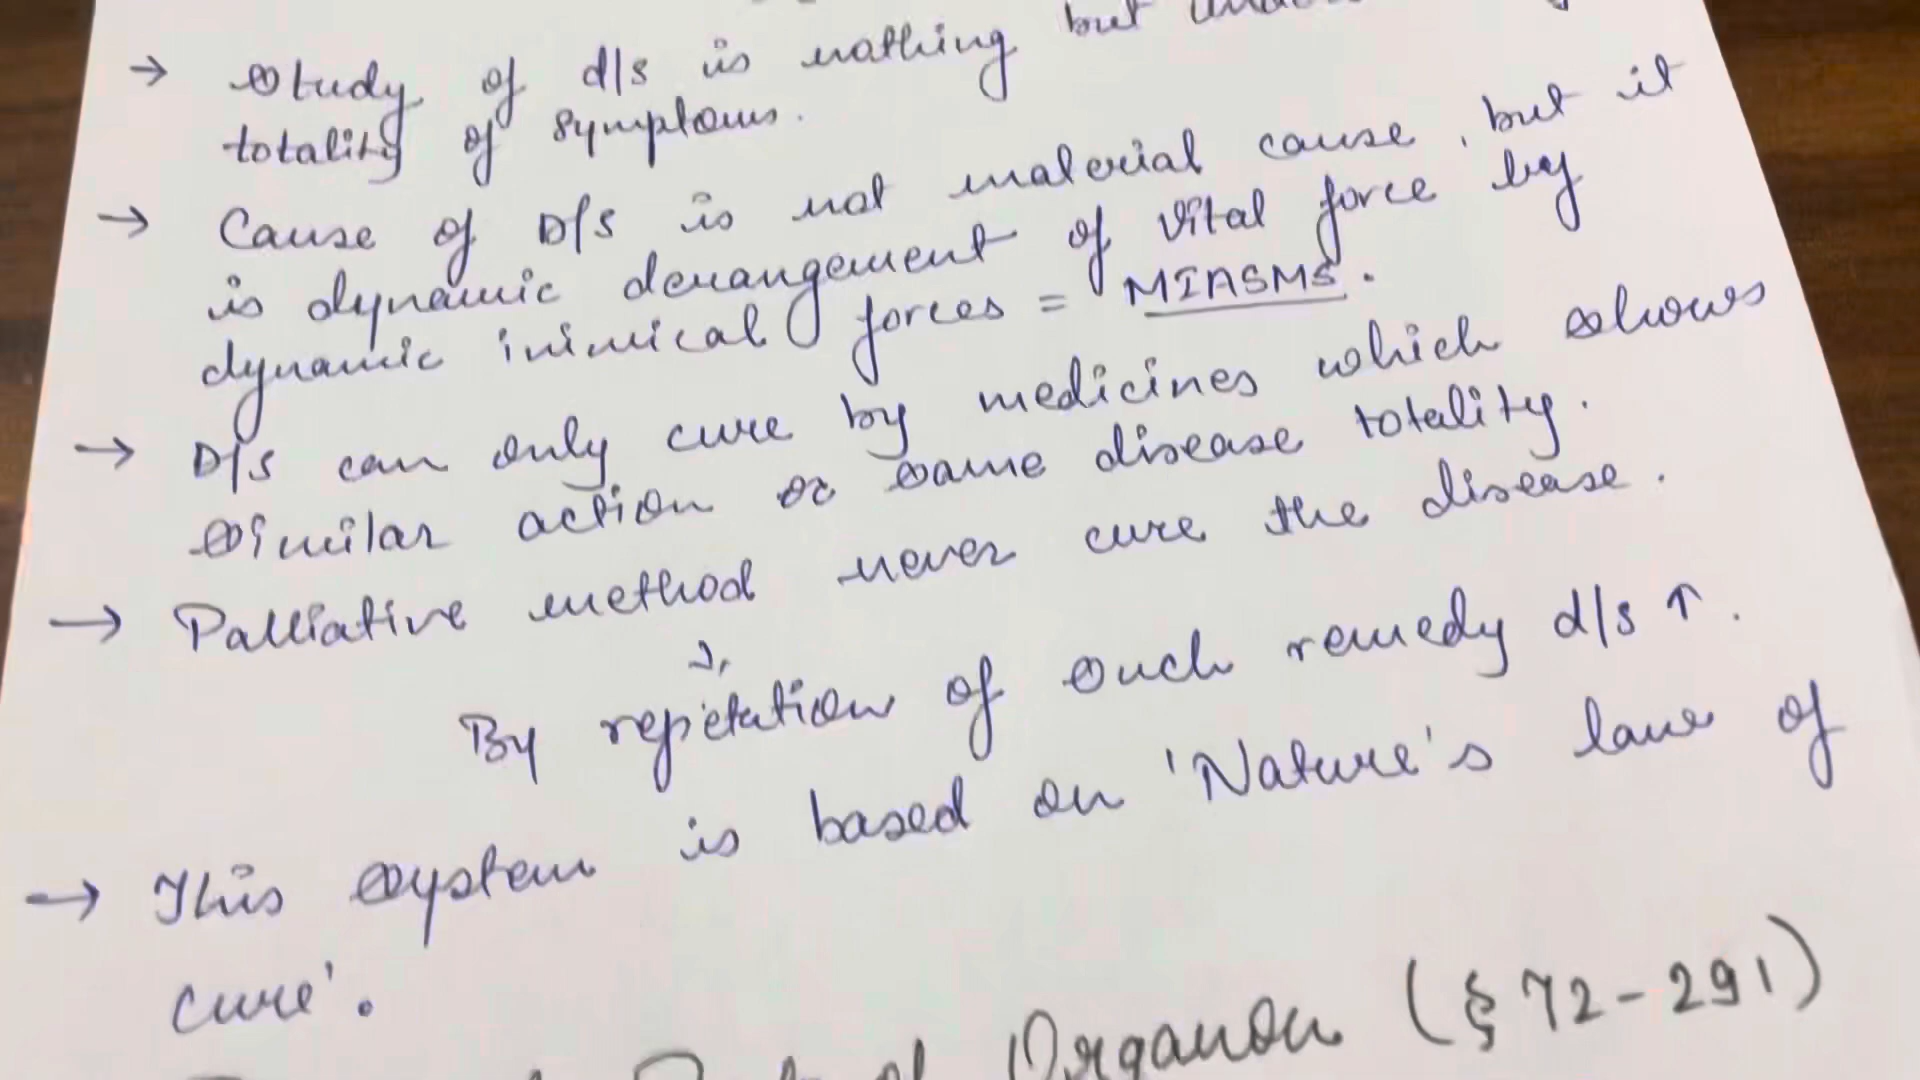 → Study of d/s is nothing but
totality of symptoms.
→ Cause of D/S is not material cause, but it
is dynamic derangement of vital force by
dynamic inimical forces = MIASMS.
→ D/S can only cure by medicines which shows
similar action or same disease totality.
→ Palliative method never cure the disease.
By repetation of such remedy d/s ↑.
→ This system is based on 'Nature's law of
cure'.
of Organon (§ 72-291)